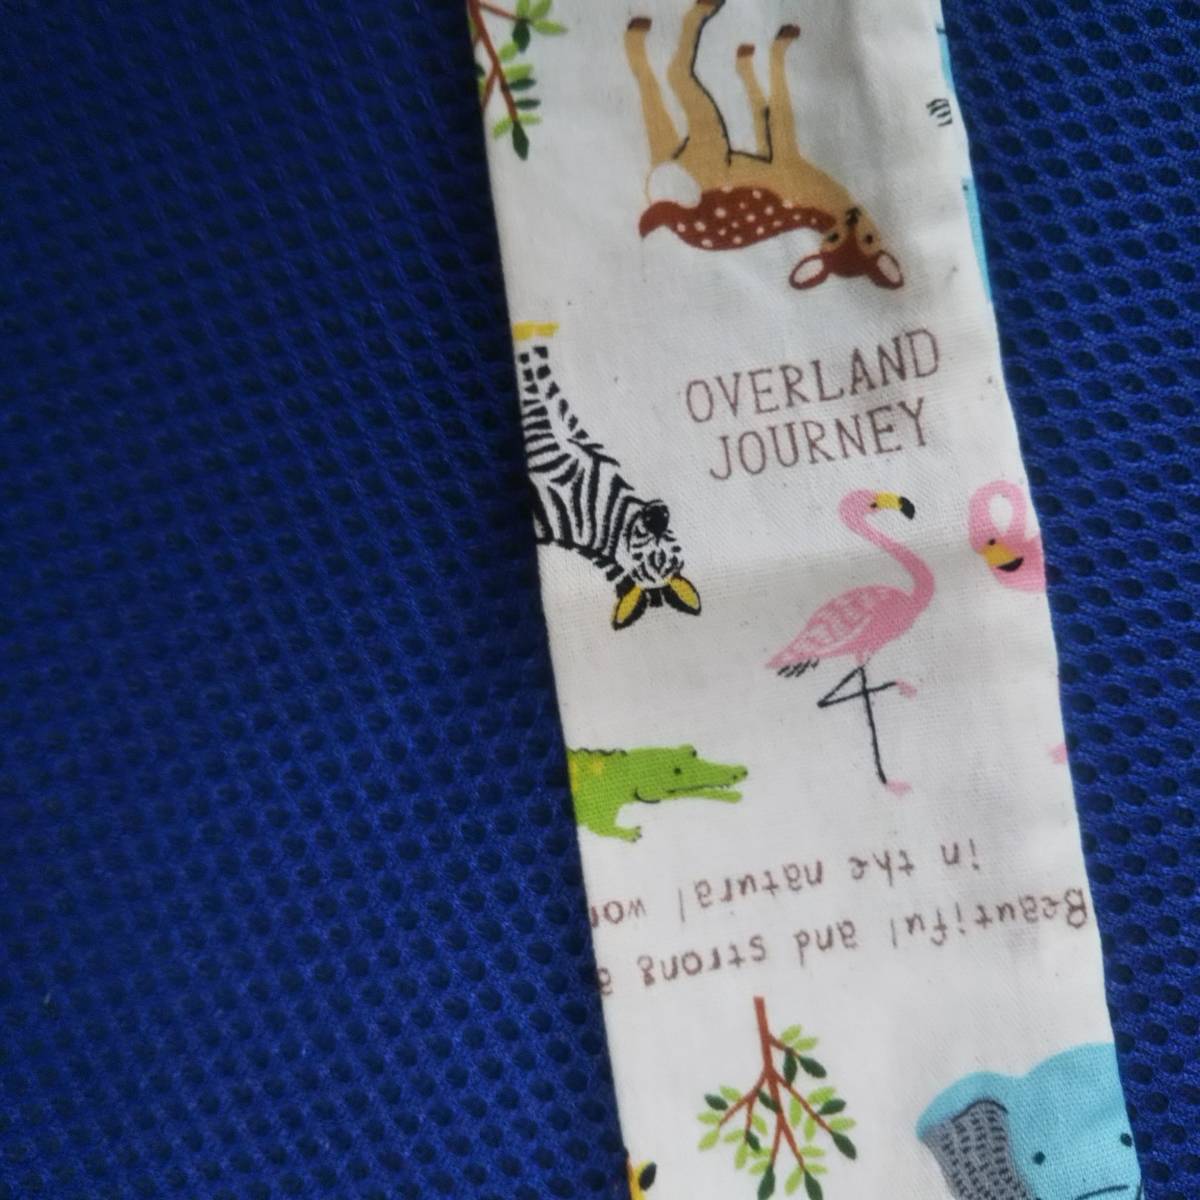 OVERLAND
JOURNEY
Beautiful and strong
in the natural